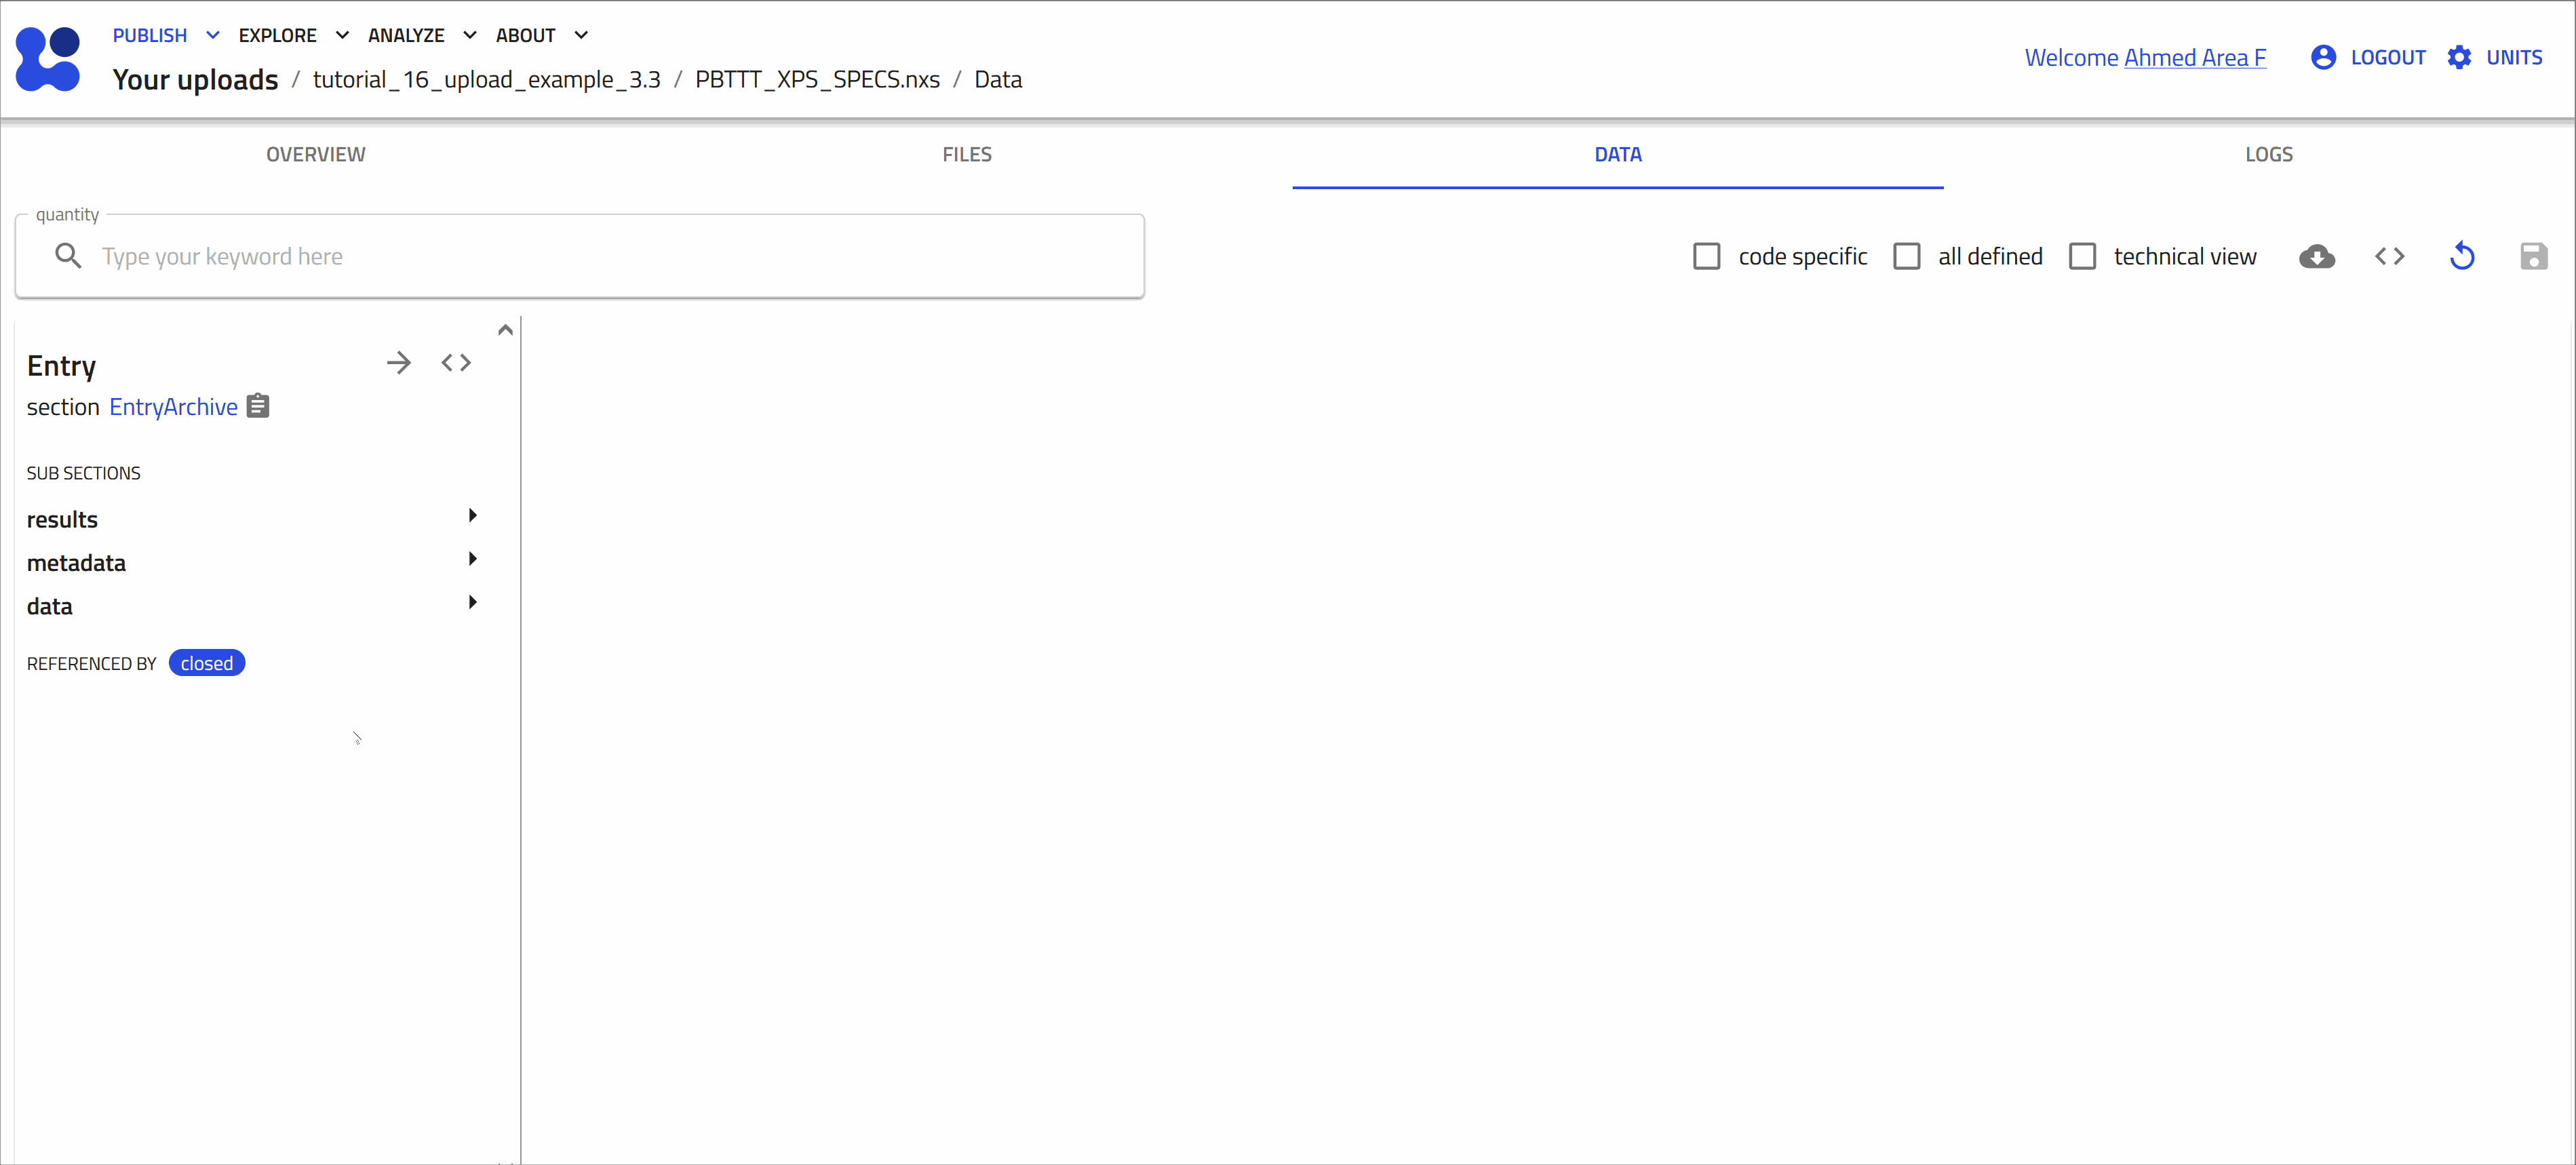 PUBLISH EXPLORE ANALYZE ABOUT
Your uploads / tutorial_16_upload_example_3.3 / PBTTT_XPS_SPECS.nxs / Data
Welcome Ahmed Area F LOGOUT UNITS
OVERVIEW FILES DATA LOGS
quantity
Type your keyword here
code specific all defined technical view
Entry
section EntryArchive
SUB SECTIONS
results
metadata
data
REFERENCED BY closed